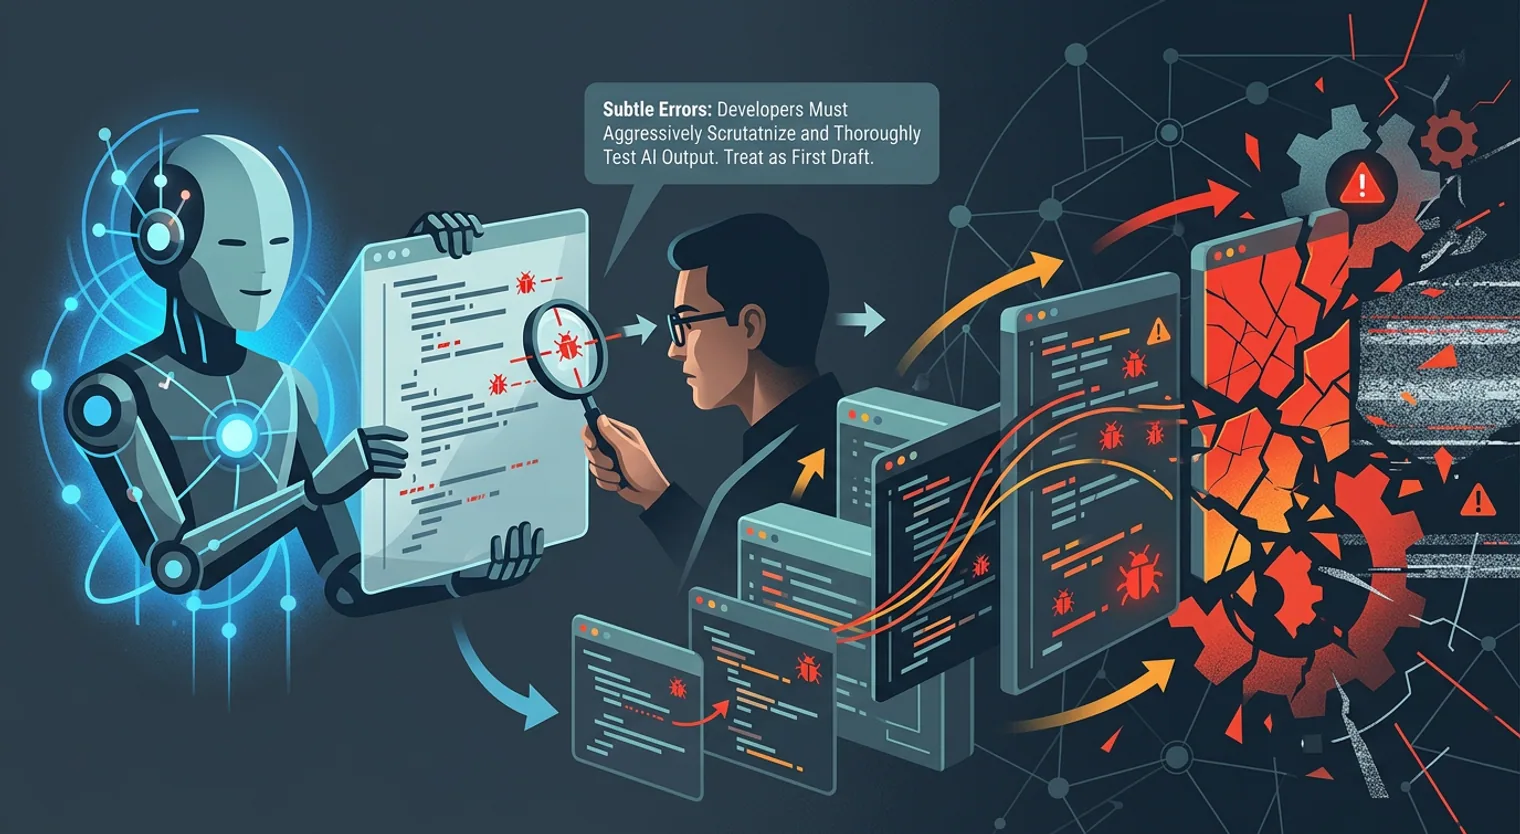 Subtle Errors: Developers Must
Aggressively Scrutatnize and Thoroughly
Test AI Output. Treat as First Draft.